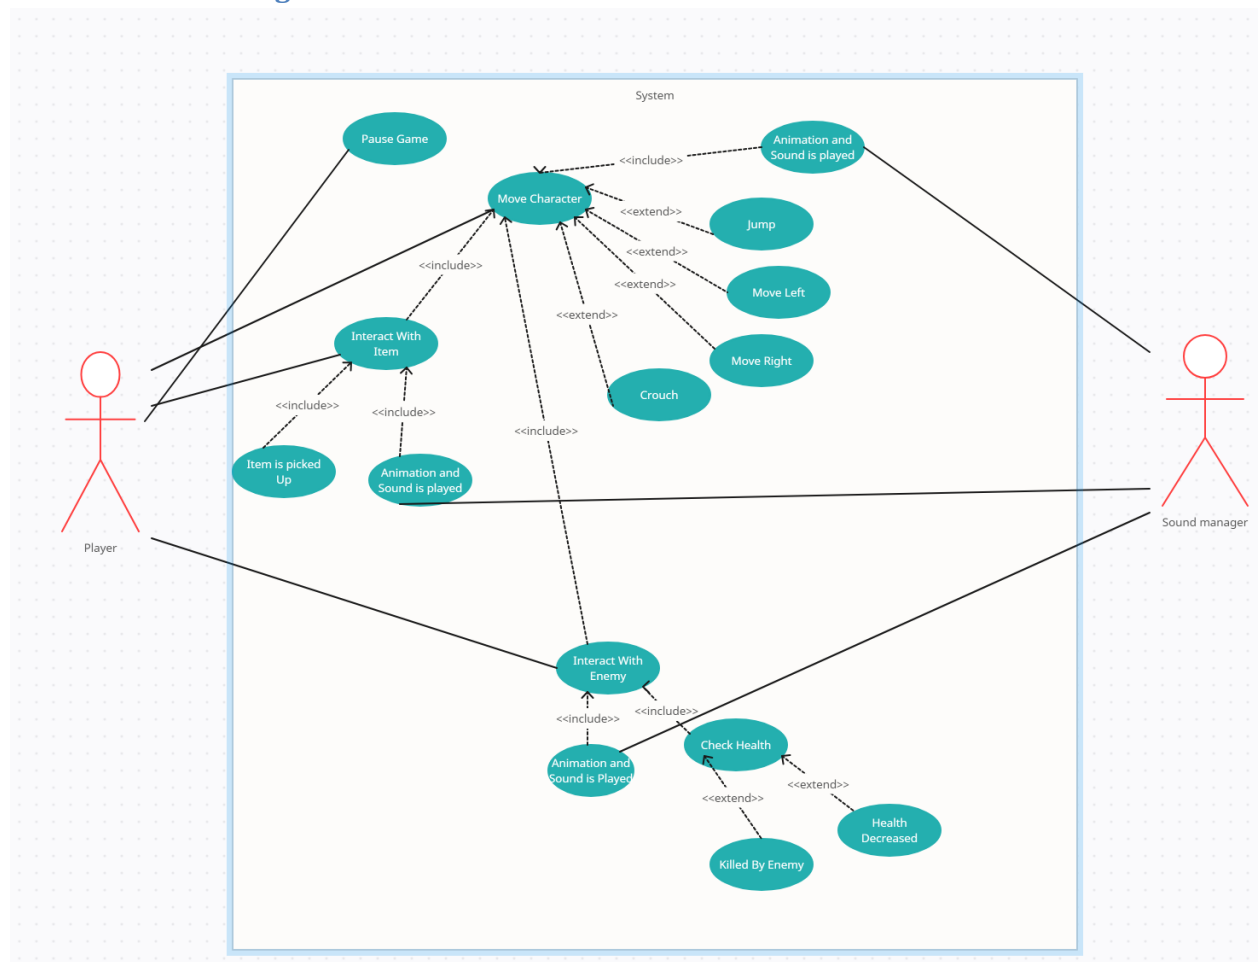 System
Pause Game
Animation and
Sound is played
<<include>>
Move Character
<<extend>>
Jump
<<extend>>
<<include>>
<<extend>>
Move Left
<<extend>>
Interact With
Item
Move Right
Crouch
<<include>>
<<include>>
<<include>>
Item is picked
Up
Animation and
Sound is played
Player
Sound manager
Interact With
Enemy
<<include>>
<<include>>
Check Health
Animation and
Sound is Played
<<extend>>
<<extend>>
Health
Decreased
Killed By Enemy